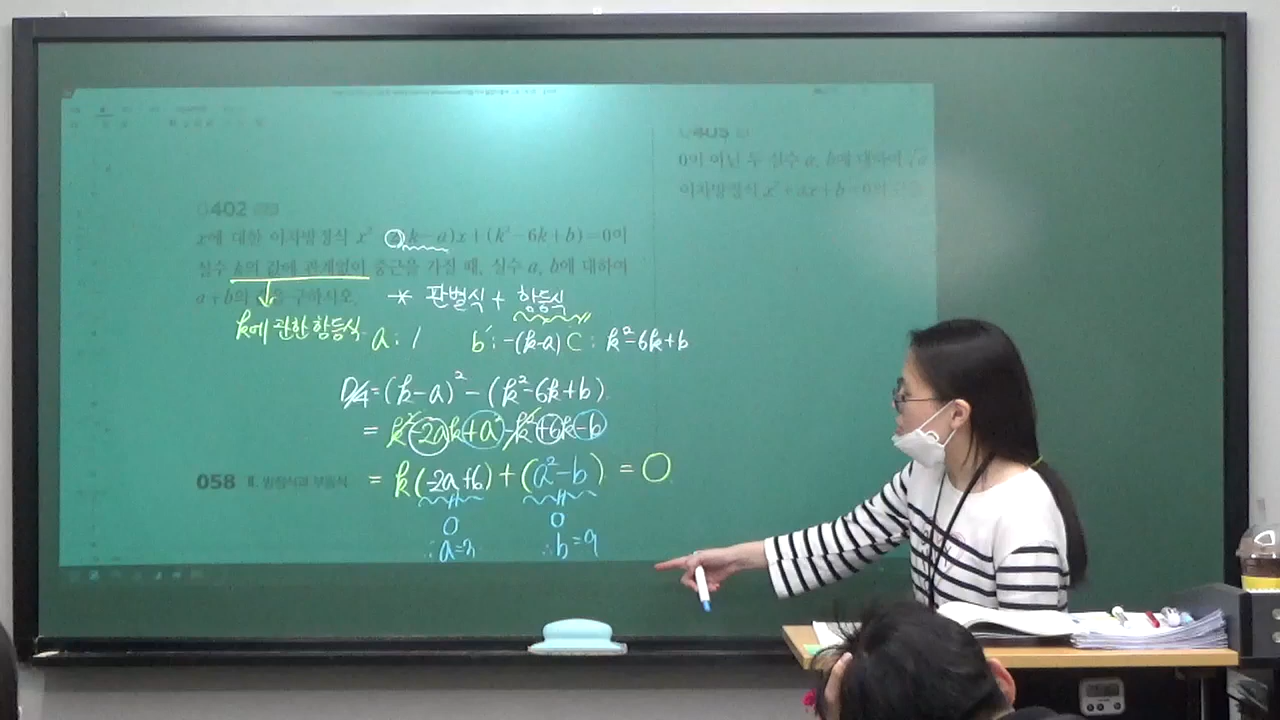 0405
0이 아닌 두 실수 a, b에 대하여
이차방정식 x² + ax + b = 0의
0402
x에 대한 이차방정식 x² 2(k-a)x+(k²-6k+b)=0이
실수 k의 값에 관계없이 중근을 가질 때, 실수 a, b에 대하여
a+b의 값을 구하시오.
* 판별식 + 항등식
k에 관한 항등식
a : 1 b' : -(k-a) C : k²-6k+b
D/4 = (k-a)² - (k²-6k+b)
= k²-2ak+a²-k²+6k-b
= k(-2a+6)+(a²-b) = 0
0 0
∴ a=3 ∴ b=9
058 Ⅱ. 방정식과 부등식